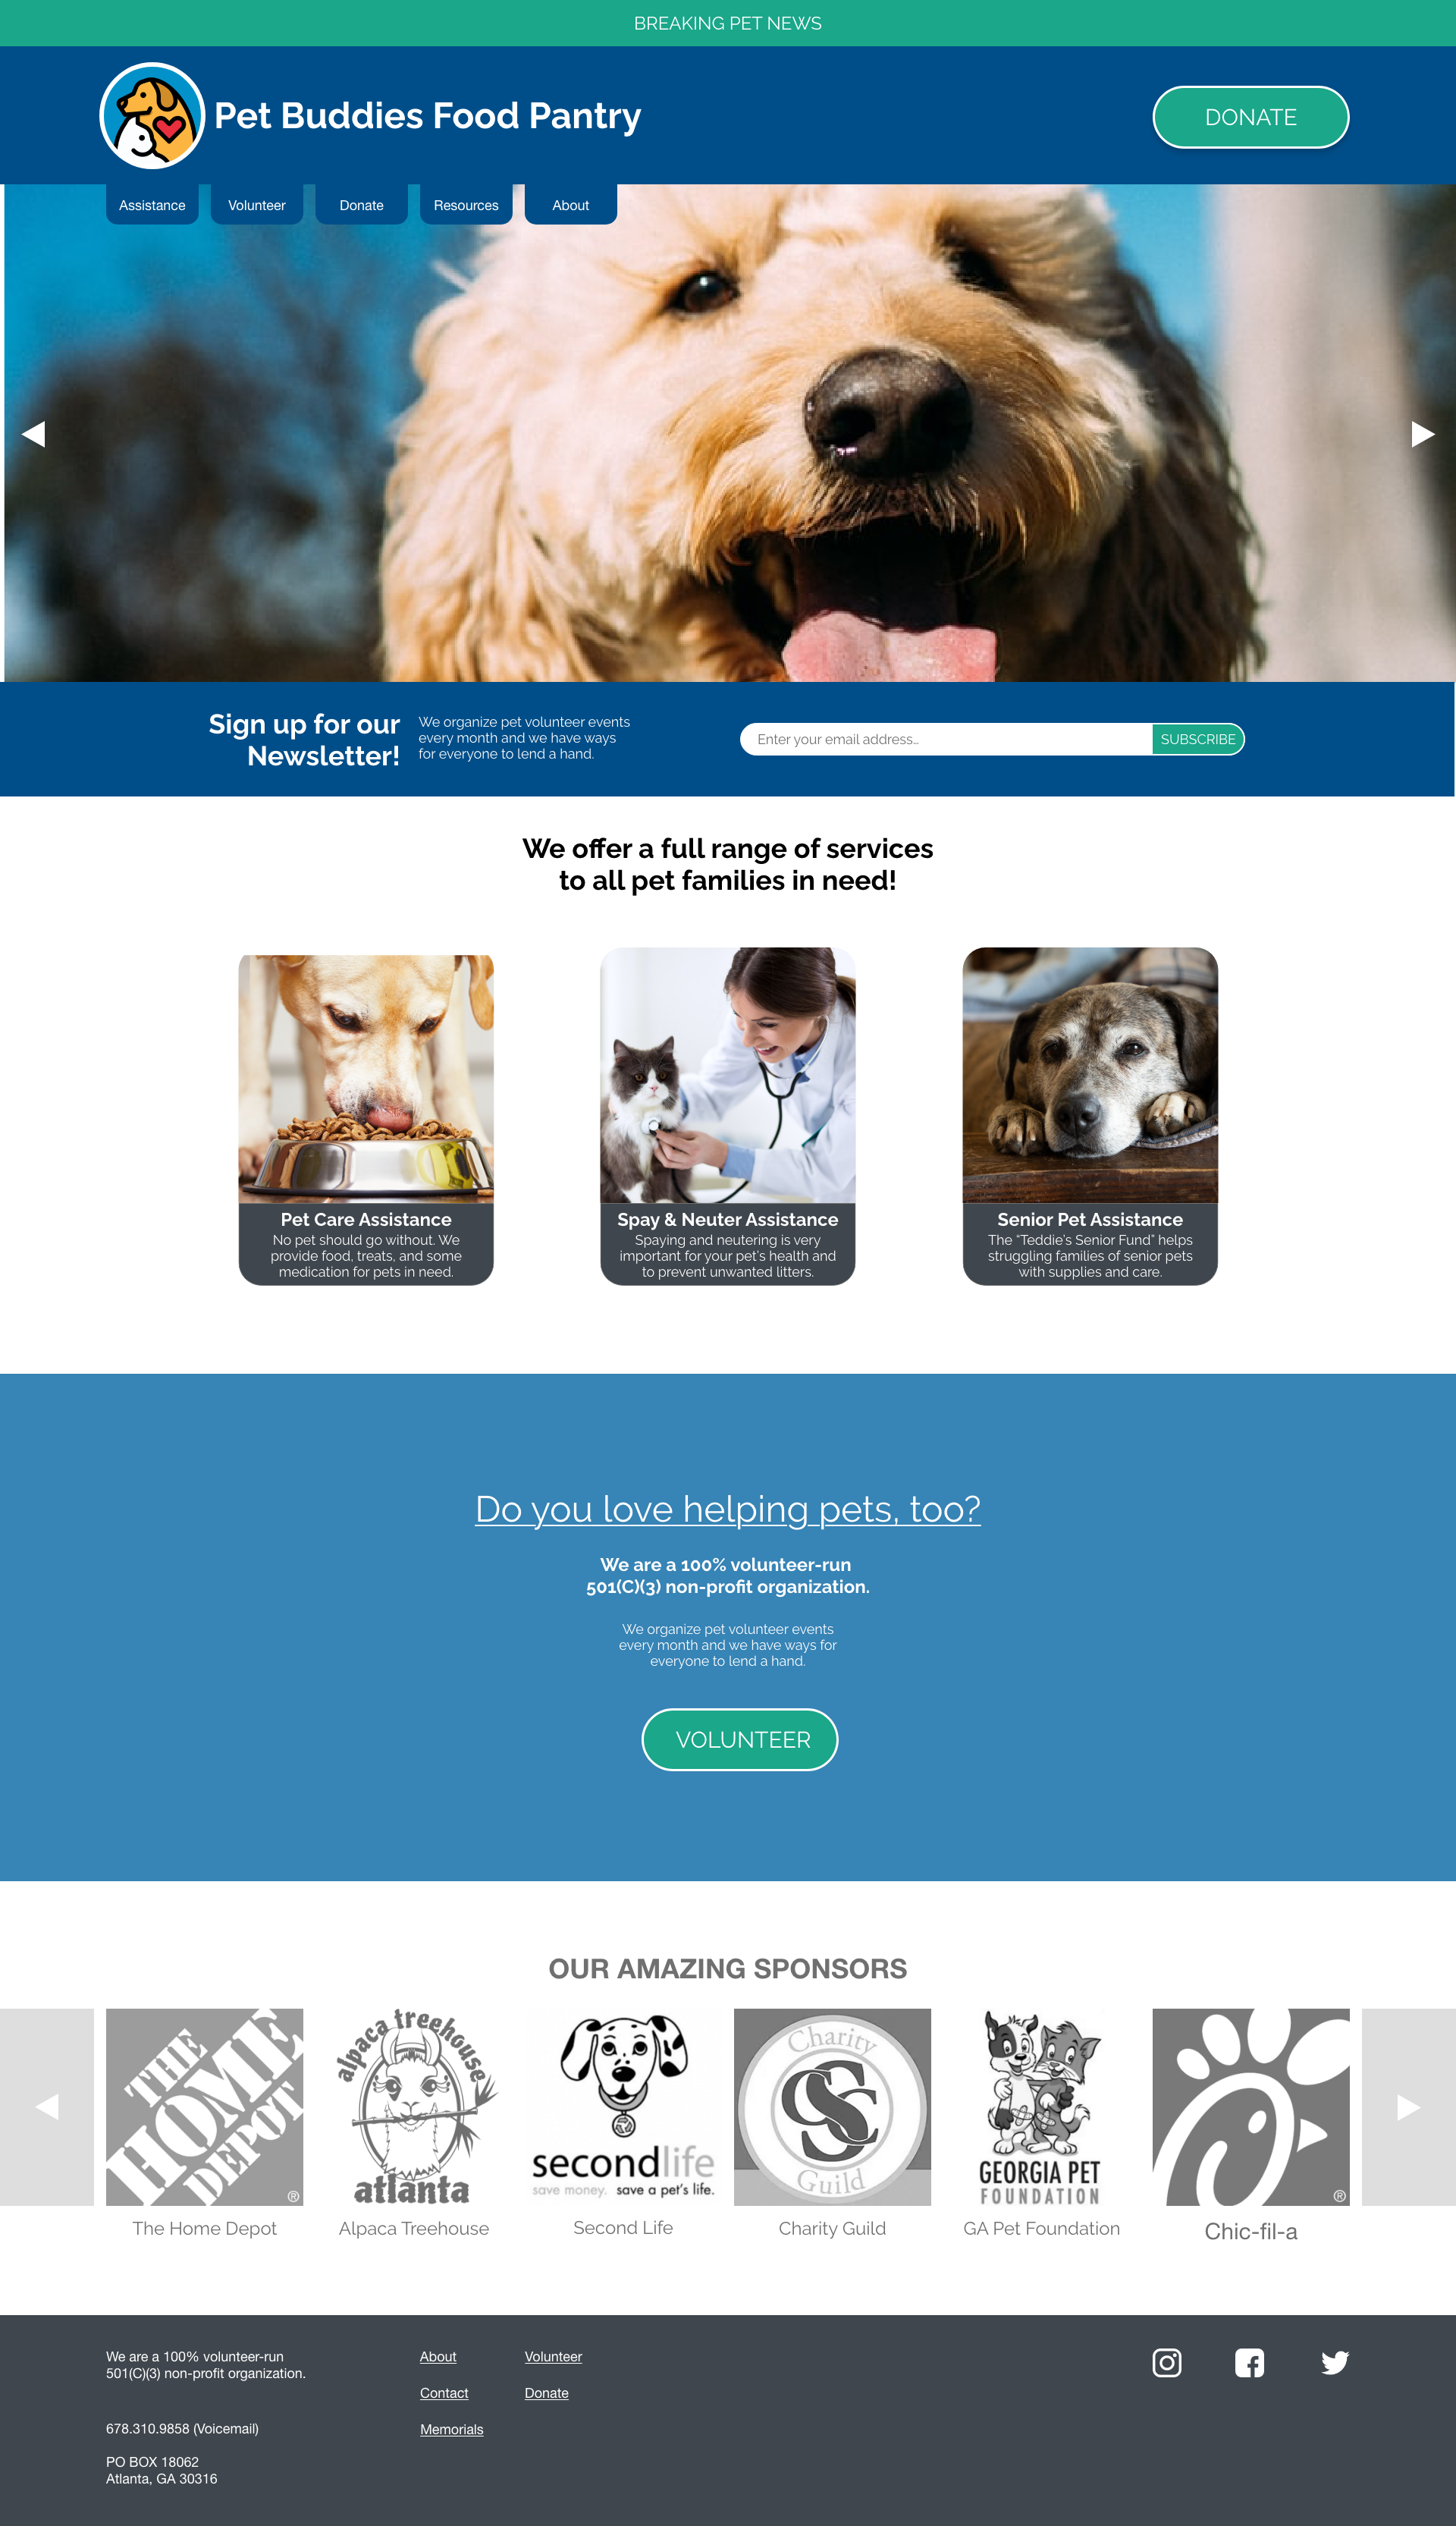 BREAKING PET NEWS
Pet Buddies Food Pantry
DONATE
Assistance
Volunteer
Donate
Resources
About
Sign up for our
Newsletter!
We organize pet volunteer events
every month and we have ways
for everyone to lend a hand.
Enter your email address...
SUBSCRIBE
We offer a full range of services
to all pet families in need!
Pet Care Assistance
No pet should go without. We
provide food, treats, and some
medication for pets in need.
Spay & Neuter Assistance
Spaying and neutering is very
important for your pet's health and
to prevent unwanted litters.
Senior Pet Assistance
The "Teddie's Senior Fund" helps
struggling families of senior pets
with supplies and care.
Do you love helping pets, too?
We are a 100% volunteer-run
501(C)(3) non-profit organization.
We organize pet volunteer events
every month and we have ways for
everyone to lend a hand.
VOLUNTEER
OUR AMAZING SPONSORS
THE
HOME
DEPOT
®
alpaca treehouse
atlanta
secondlife
save money. save a pet's life.
Charity
CSS
Guild
GEORGIA PET
FOUNDATION
®
The Home Depot
Alpaca Treehouse
Second Life
Charity Guild
GA Pet Foundation
Chic-fil-a
We are a 100% volunteer-run
501(C)(3) non-profit organization.
678.310.9858 (Voicemail)
PO BOX 18062
Atlanta, GA 30316
About
Contact
Memorials
Volunteer
Donate